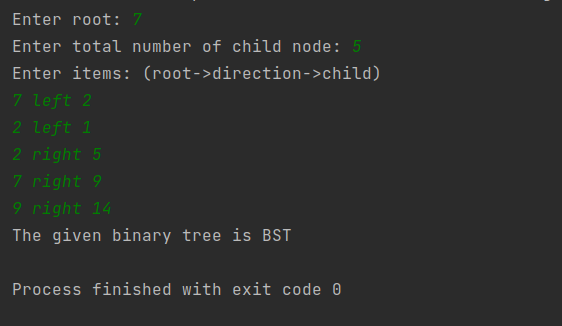 Enter root: 7
Enter total number of child node: 5
Enter items: (root->direction->child)
7 left 2
2 left 1
2 right 5
7 right 9
9 right 14
The given binary tree is BST
Process finished with exit code 0